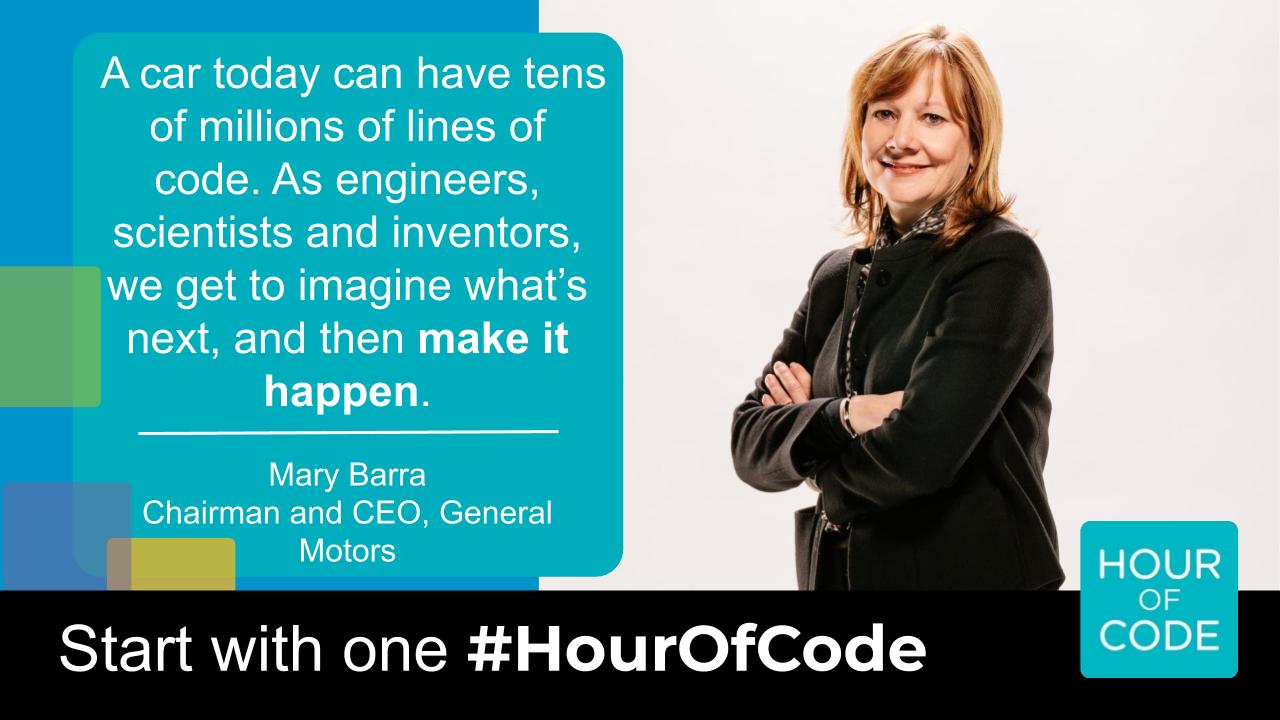 A car today can have tens
of millions of lines of
code. As engineers,
scientists and inventors,
we get to imagine what’s
next, and then make it
happen.
Mary Barra
Chairman and CEO, General
Motors
Start with one #HourOfCode
HOUR
OF
CODE